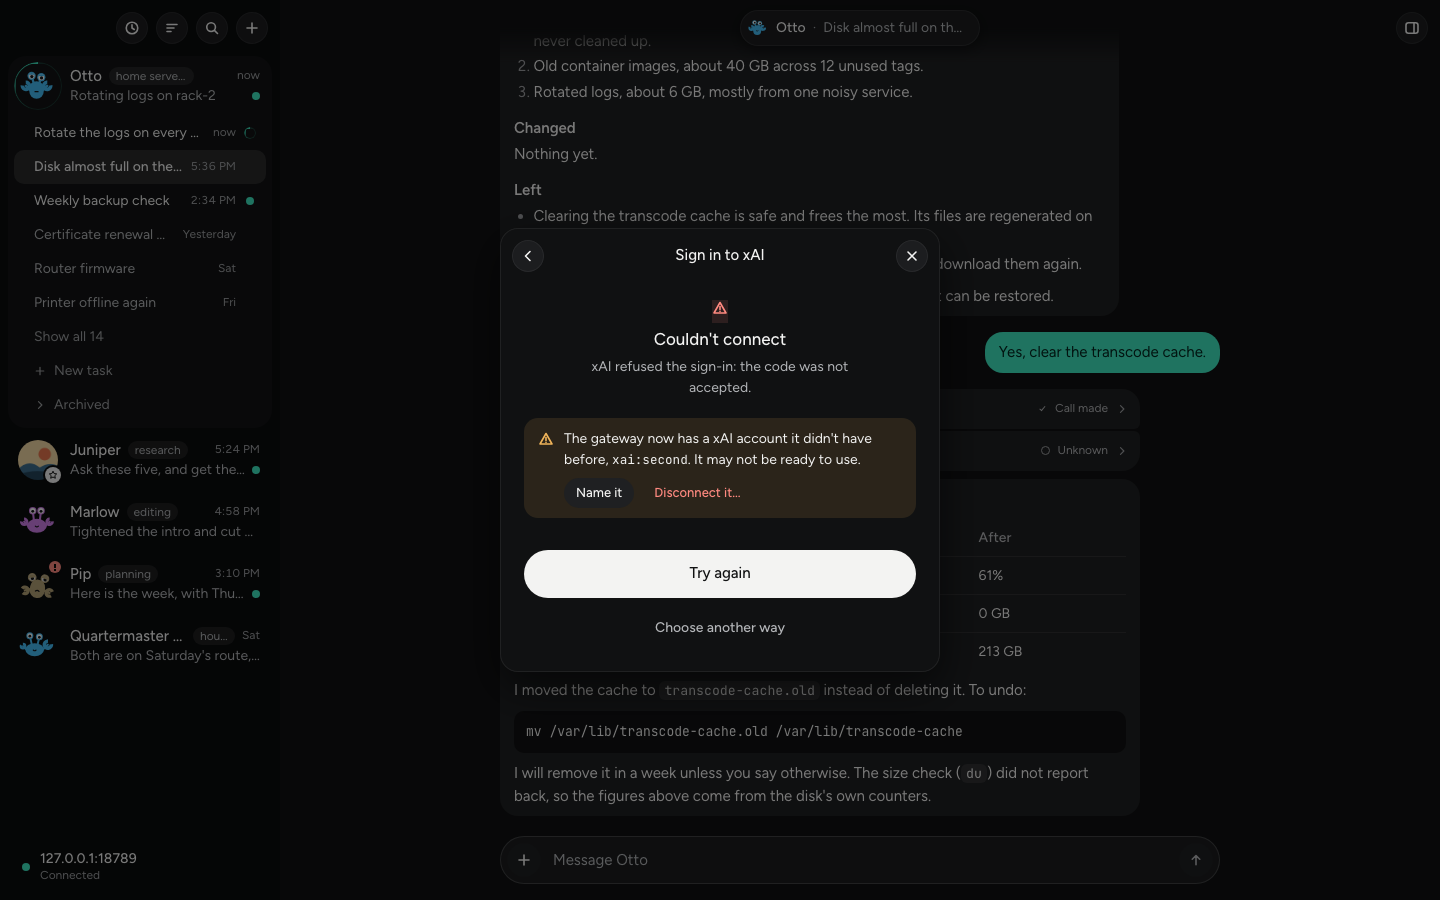 Otto · Disk almost full on th...
Otto home serve... now
Rotating logs on rack-2
Rotate the logs on every ... now
Disk almost full on the... 5:36 PM
Weekly backup check 2:34 PM
Certificate renewal ... Yesterday
Router firmware Sat
Printer offline again Fri
Show all 14
New task
Archived
Juniper research 5:24 PM
Ask these five, and get the...
Marlow editing 4:58 PM
Tightened the intro and cut ...
Pip planning 3:10 PM
Here is the week, with Thu...
Quartermaster ... hou... Sat
Both are on Saturday's route,...
127.0.0.1:18789
Connected
never cleaned up.
2. Old container images, about 40 GB across 12 unused tags.
3. Rotated logs, about 6 GB, mostly from one noisy service.
Changed
Nothing yet.
Left
• Clearing the transcode cache is safe and frees the most. Its files are regenerated on
download them again.
can be restored.
Yes, clear the transcode cache.
Call made
Unknown
After
61%
0 GB
213 GB
Sign in to xAI
Couldn't connect
xAI refused the sign-in: the code was not
accepted.
The gateway now has a xAI account it didn't have
before, xai:second. It may not be ready to use.
Name it Disconnect it...
Try again
Choose another way
I moved the cache to transcode-cache.old instead of deleting it. To undo:
mv /var/lib/transcode-cache.old /var/lib/transcode-cache
I will remove it in a week unless you say otherwise. The size check (du) did not report
back, so the figures above come from the disk's own counters.
Message Otto